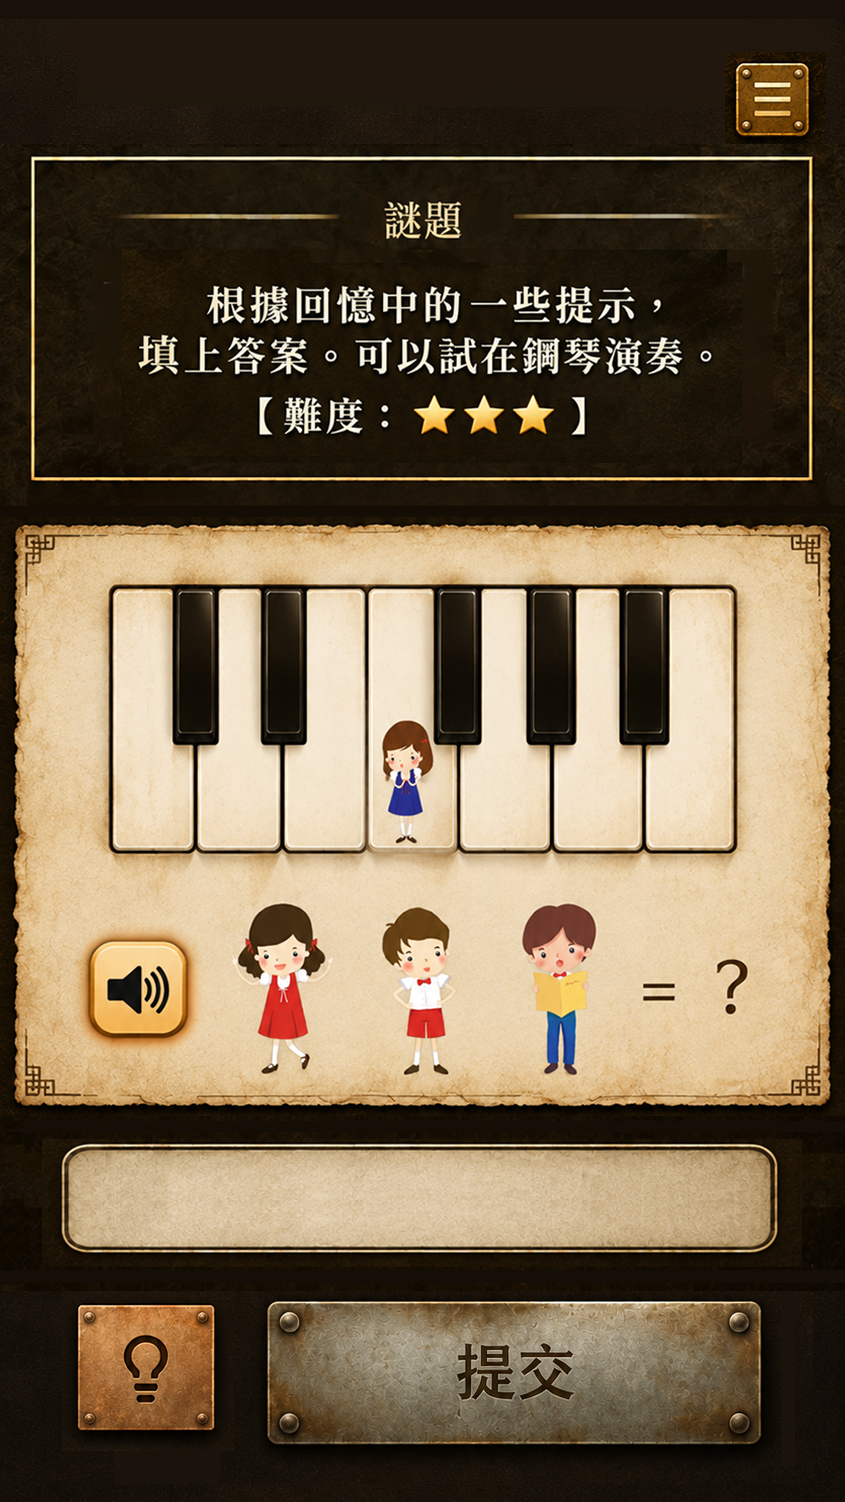 謎題
根據回憶中的一些提示，
填上答案。可以試在鋼琴演奏。
【難度：⭐⭐⭐】
= ?
提交